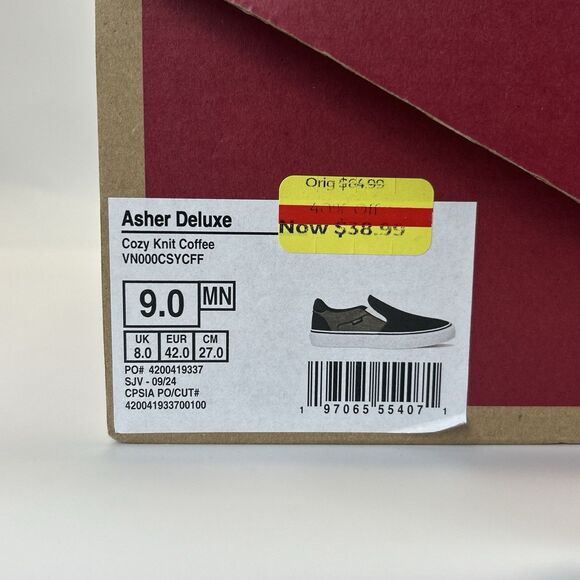 Orig $64.99
40% Off
Now $38.99
Asher Deluxe
Cozy Knit Coffee
VN000CSYCFF
9.0 MN
UK EUR CM
8.0 42.0 27.0
PO# 4200419337
SJV - 09/24
CPSIA PO/CUT#
420041933700100
1 97065 55407 1